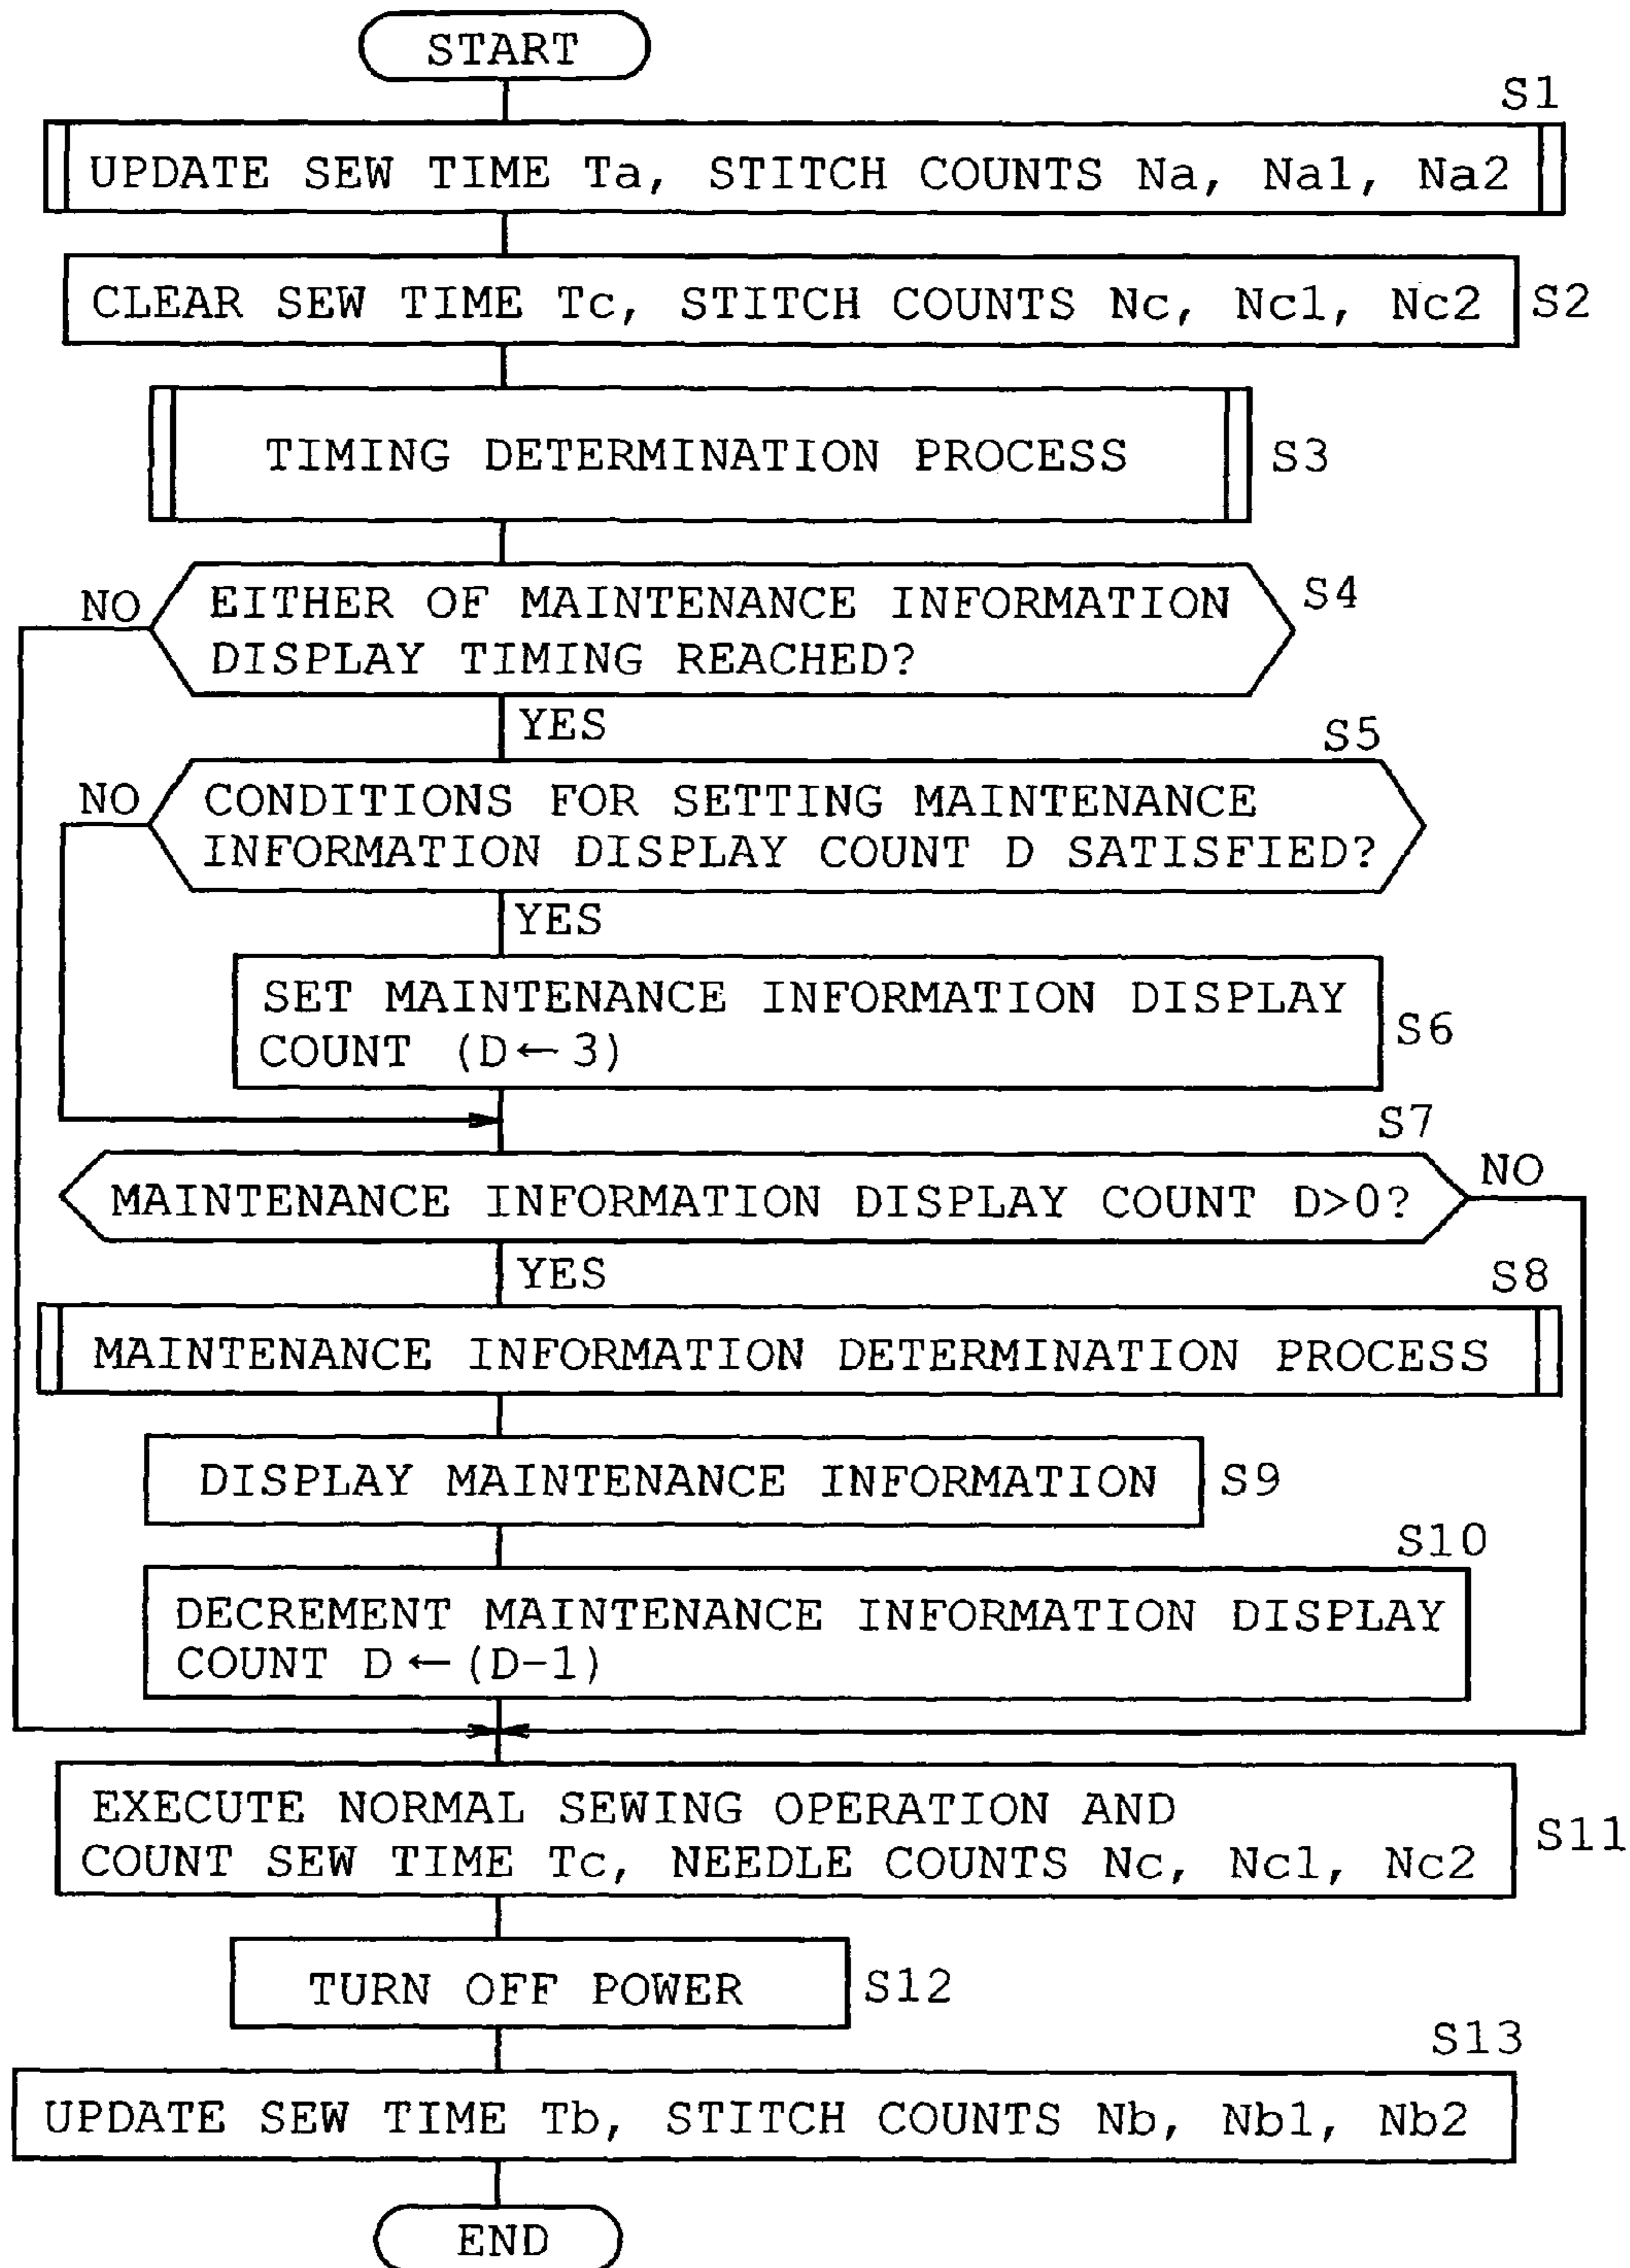 START
S1
UPDATE SEW TIME Ta, STITCH COUNTS Na, Na1, Na2
CLEAR SEW TIME Tc, STITCH COUNTS Nc, Nc1, Nc2
S2
TIMING DETERMINATION PROCESS
S3
NO
EITHER OF MAINTENANCE INFORMATION
DISPLAY TIMING REACHED?
S4
YES
S5
NO
CONDITIONS FOR SETTING MAINTENANCE
INFORMATION DISPLAY COUNT D SATISFIED?
YES
SET MAINTENANCE INFORMATION DISPLAY
COUNT (D←3)
S6
S7
MAINTENANCE INFORMATION DISPLAY COUNT D>0?
NO
YES
S8
MAINTENANCE INFORMATION DETERMINATION PROCESS
DISPLAY MAINTENANCE INFORMATION
S9
S10
DECREMENT MAINTENANCE INFORMATION DISPLAY
COUNT D←(D-1)
EXECUTE NORMAL SEWING OPERATION AND
COUNT SEW TIME Tc, NEEDLE COUNTS Nc, Nc1, Nc2
S11
TURN OFF POWER
S12
S13
UPDATE SEW TIME Tb, STITCH COUNTS Nb, Nb1, Nb2
END